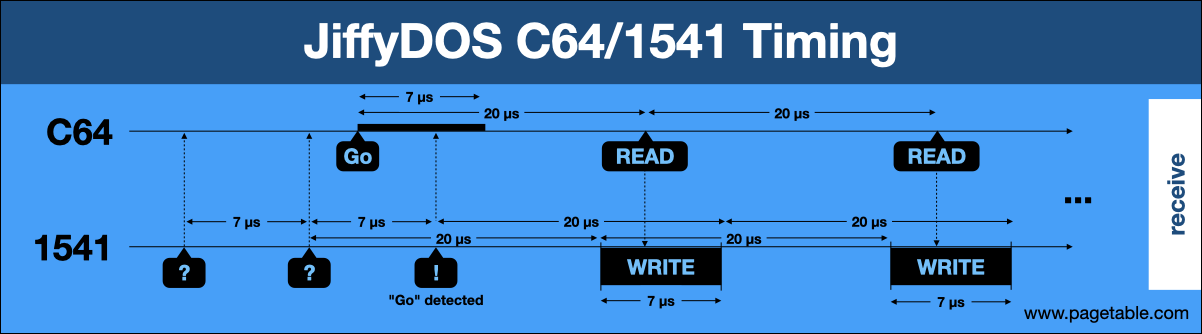 JiffyDOS C64/1541 Timing
7 µs
20 µs
20 µs
C64
Go
READ
READ
receive
...
7 µs
7 µs
20 µs
20 µs
1541
20 µs
20 µs
?
?
!
WRITE
WRITE
"Go" detected
7 µs
7 µs
www.pagetable.com